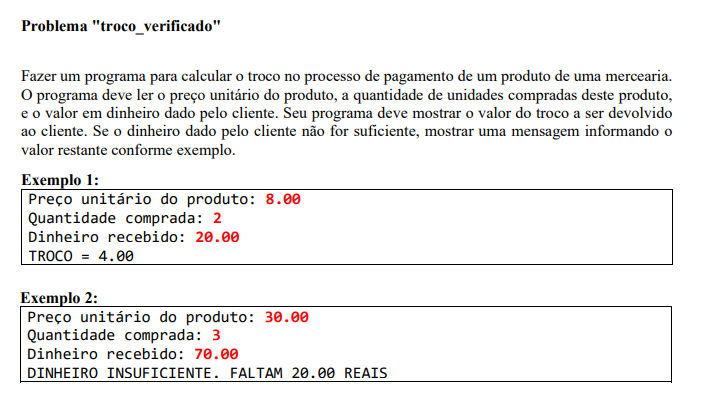 Problema "troco_verificado"
Fazer um programa para calcular o troco no processo de pagamento de um produto de uma mercearia.
O programa deve ler o preço unitário do produto, a quantidade de unidades compradas deste produto,
e o valor em dinheiro dado pelo cliente. Seu programa deve mostrar o valor do troco a ser devolvido
ao cliente. Se o dinheiro dado pelo cliente não for suficiente, mostrar uma mensagem informando o
valor restante conforme exemplo.
Exemplo 1:
Preço unitário do produto: 8.00
Quantidade comprada: 2
Dinheiro recebido: 20.00
TROCO = 4.00
Exemplo 2:
Preço unitário do produto: 30.00
Quantidade comprada: 3
Dinheiro recebido: 70.00
DINHEIRO INSUFICIENTE. FALTAM 20.00 REAIS